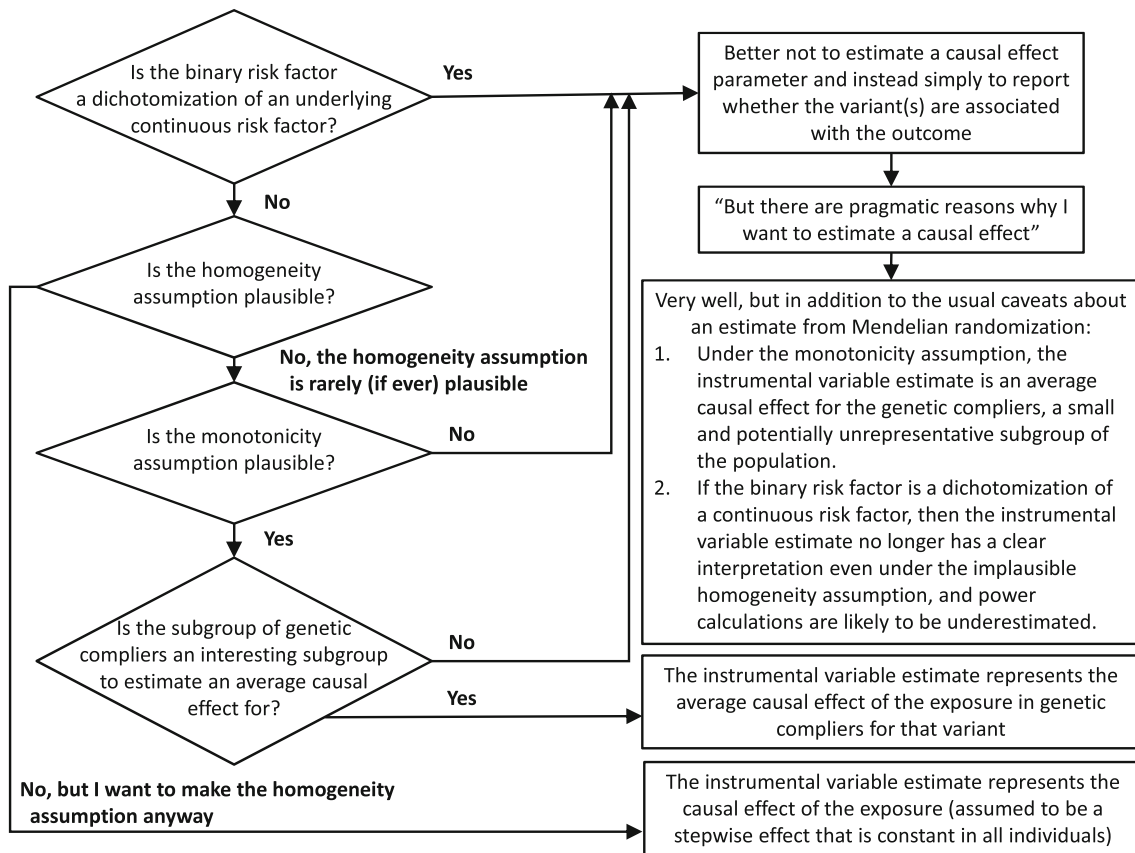 Is the binary risk factor
a dichotomization of an underlying
continuous risk factor?
Yes
Better not to estimate a causal effect
parameter and instead simply to report
whether the variant(s) are associated
with the outcome
No
“But there are pragmatic reasons why I
want to estimate a causal effect”
Is the homogeneity
assumption plausible?
Very well, but in addition to the usual caveats about
an estimate from Mendelian randomization:
1. Under the monotonicity assumption, the
instrumental variable estimate is an average
causal effect for the genetic compliers, a small
and potentially unrepresentative subgroup of
the population.
2. If the binary risk factor is a dichotomization of
a continuous risk factor, then the instrumental
variable estimate no longer has a clear
interpretation even under the implausible
homogeneity assumption, and power
calculations are likely to be underestimated.
No, the homogeneity assumption
is rarely (if ever) plausible
Is the monotonicity
assumption plausible?
No
Yes
Is the subgroup of genetic
compliers an interesting subgroup
to estimate an average causal
effect for?
No
Yes
The instrumental variable estimate represents the
average causal effect of the exposure in genetic
compliers for that variant
No, but I want to make the homogeneity
assumption anyway
The instrumental variable estimate represents the
causal effect of the exposure (assumed to be a
stepwise effect that is constant in all individuals)